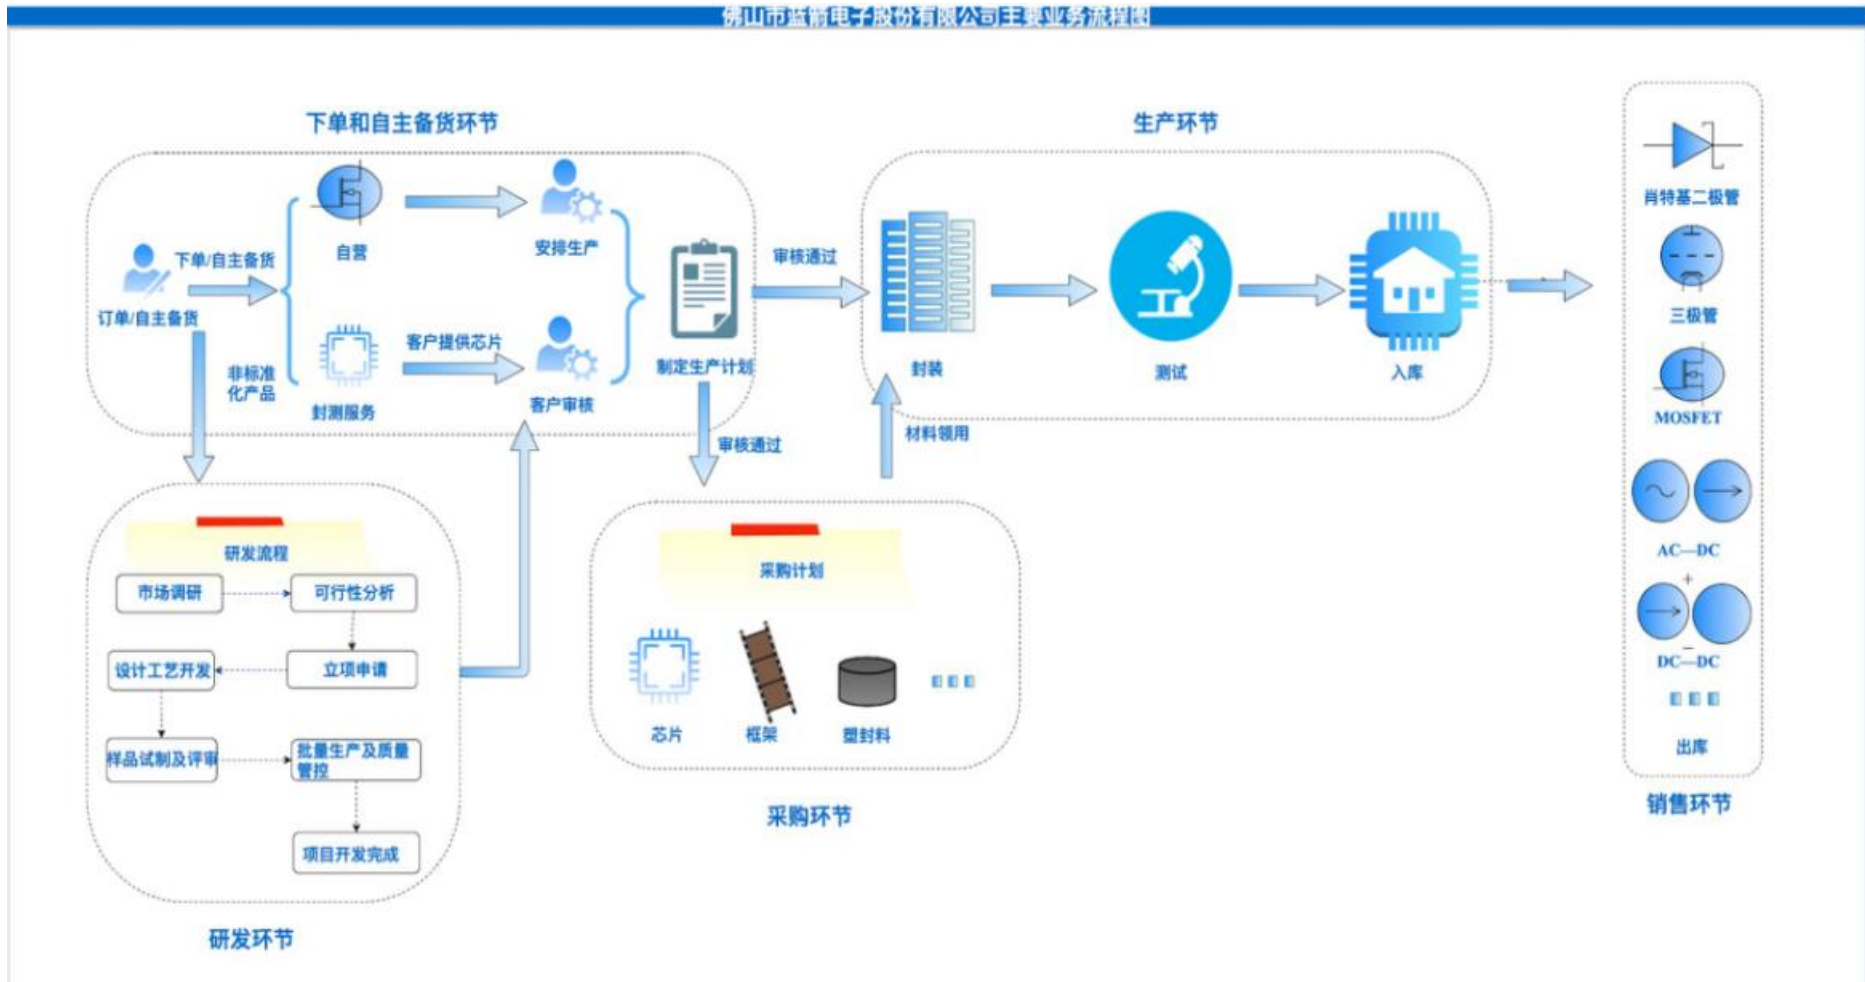 佛山市蓝箭电子股份有限公司主要业务流程图
下单和自主备货环节
自营
安排生产
下单/自主备货
订单/自主备货
非标准
化产品
封测服务
客户提供芯片
客户审核
制定生产计划
审核通过
审核通过
生产环节
封装
测试
入库
材料领用
研发流程
市场调研
可行性分析
立项申请
设计工艺开发
样品试制及评审
批量生产及质量
管控
项目开发完成
研发环节
采购计划
芯片
框架
塑封料
采购环节
肖特基二极管
三极管
MOSFET
AC—DC
DC—DC
出库
销售环节